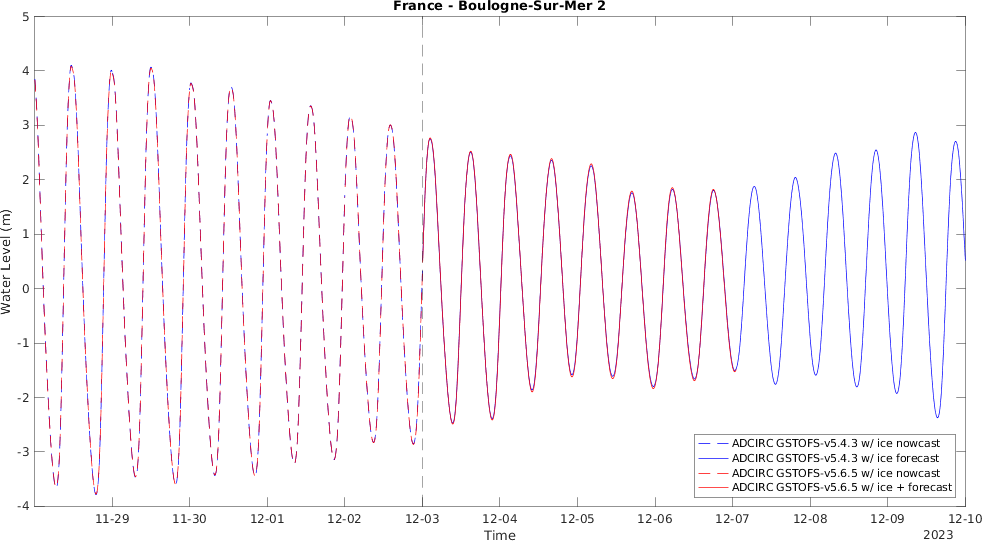 France - Boulogne-Sur-Mer 2
5
4
3
2
1
0
-1
-2
-3
-4
Water Level (m)
ADCIRC GSTOFS-v5.4.3 w/ ice nowcast
ADCIRC GSTOFS-v5.4.3 w/ ice forecast
ADCIRC GSTOFS-v5.6.5 w/ ice nowcast
ADCIRC GSTOFS-v5.6.5 w/ ice + forecast
11-29 11-30 12-01 12-02 12-03 12-04 12-05 12-06 12-07 12-08 12-09 12-10
Time
2023